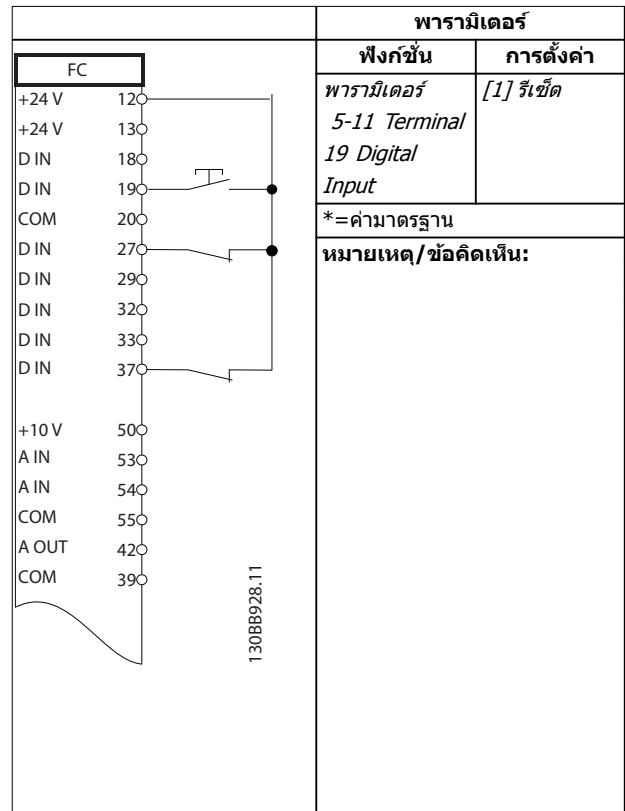 พารามิเตอร์
ฟังก์ชั่น การตั้งค่า
FC
+24 V 12
+24 V 13
D IN 18
D IN 19
COM 20
D IN 27
D IN 29
D IN 32
D IN 33
D IN 37
+10 V 50
A IN 53
A IN 54
COM 55
A OUT 42
COM 39
130BB928.11
พารามิเตอร์ [1] รีเซ็ต
5-11 Terminal
19 Digital
Input
*=ค่ามาตรฐาน
หมายเหตุ/ข้อคิดเห็น: